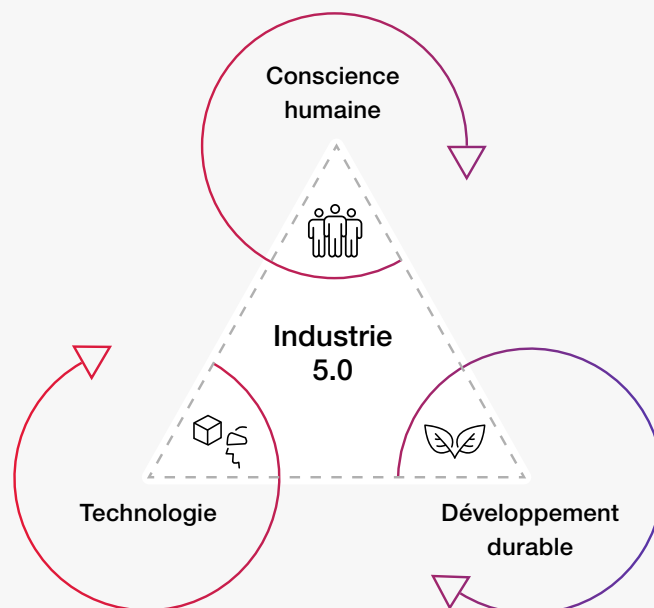 Conscience
humaine
Industrie
5.0
Technologie
Développement
durable